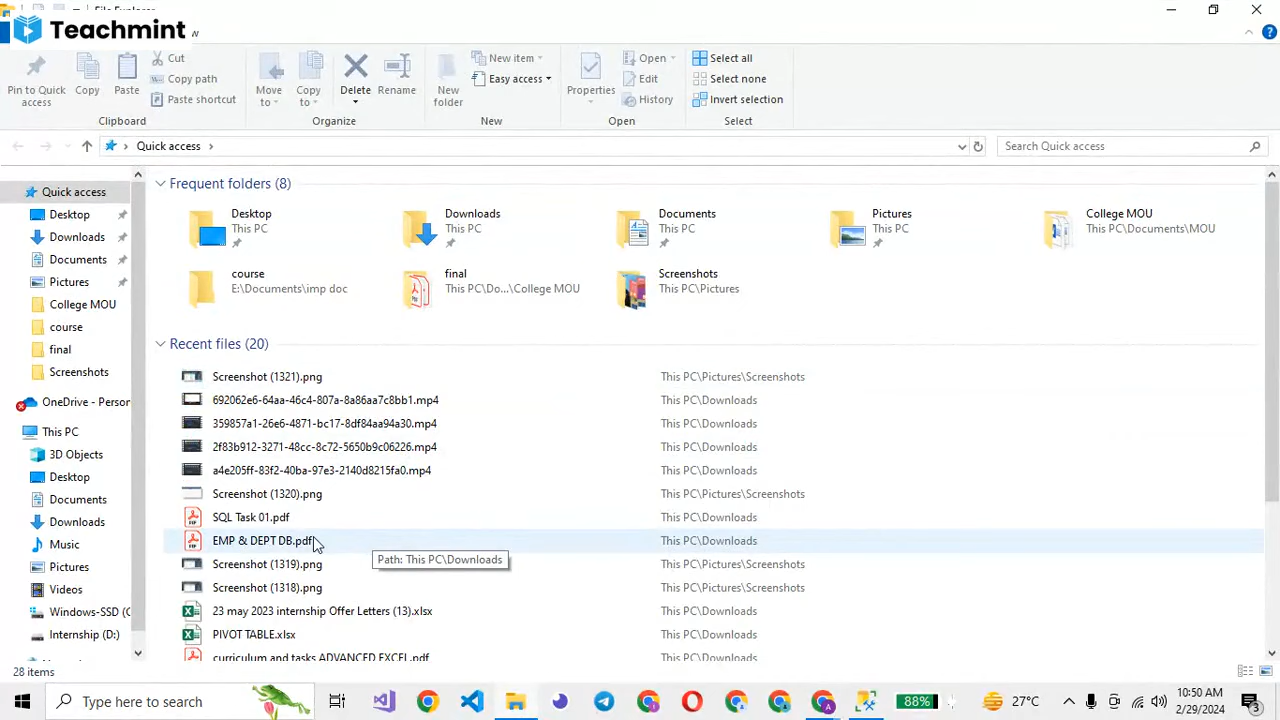 Teachmint
Cut
Copy path
Paste shortcut
Pin to Quick access
Copy
Paste
Clipboard
Move to
Copy to
Delete
Rename
Organize
New item
Easy access
New folder
New
Properties
Open
Edit
History
Open
Select all
Select none
Invert selection
Select
Quick access
Search Quick access
Quick access
Desktop
Downloads
Documents
Pictures
College MOU
course
final
Screenshots
OneDrive - Person
This PC
3D Objects
Desktop
Documents
Downloads
Music
Pictures
Videos
Windows-SSD (C
Internship (D:)
Frequent folders (8)
Desktop
This PC
Downloads
This PC
Documents
This PC
Pictures
This PC
College MOU
This PC\Documents\MOU
course
E:\Documents\imp doc
final
This PC\Do...\College MOU
Screenshots
This PC\Pictures
Recent files (20)
Screenshot (1321).png This PC\Pictures\Screenshots
692062e6-64aa-46c4-807a-8a86aa7c8bb1.mp4 This PC\Downloads
359857a1-26e6-4871-bc17-8df84aa94a30.mp4 This PC\Downloads
2f83b912-3271-48cc-8c72-5650b9c06226.mp4 This PC\Downloads
a4e205ff-83f2-40ba-97e3-2140d8215fa0.mp4 This PC\Downloads
Screenshot (1320).png This PC\Pictures\Screenshots
SQL Task 01.pdf This PC\Downloads
EMP & DEPT DB.pdf This PC\Downloads
Path: This PC\Downloads
Screenshot (1319).png This PC\Pictures\Screenshots
Screenshot (1318).png This PC\Pictures\Screenshots
23 may 2023 internship Offer Letters (13).xlsx This PC\Downloads
PIVOT TABLE.xlsx This PC\Downloads
curriculum and tasks ADVANCED EXCEL.pdf This PC\Downloads
28 items
Type here to search
88%
27°C
10:50 AM
2/29/2024
3